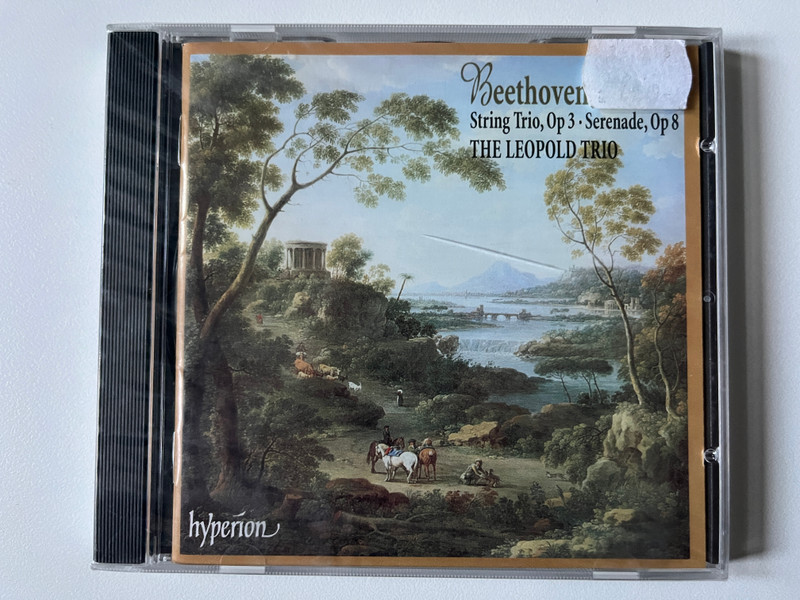 Beethoven
String Trio, Op 3 · Serenade, Op 8
THE LEOPOLD TRIO
hyperion